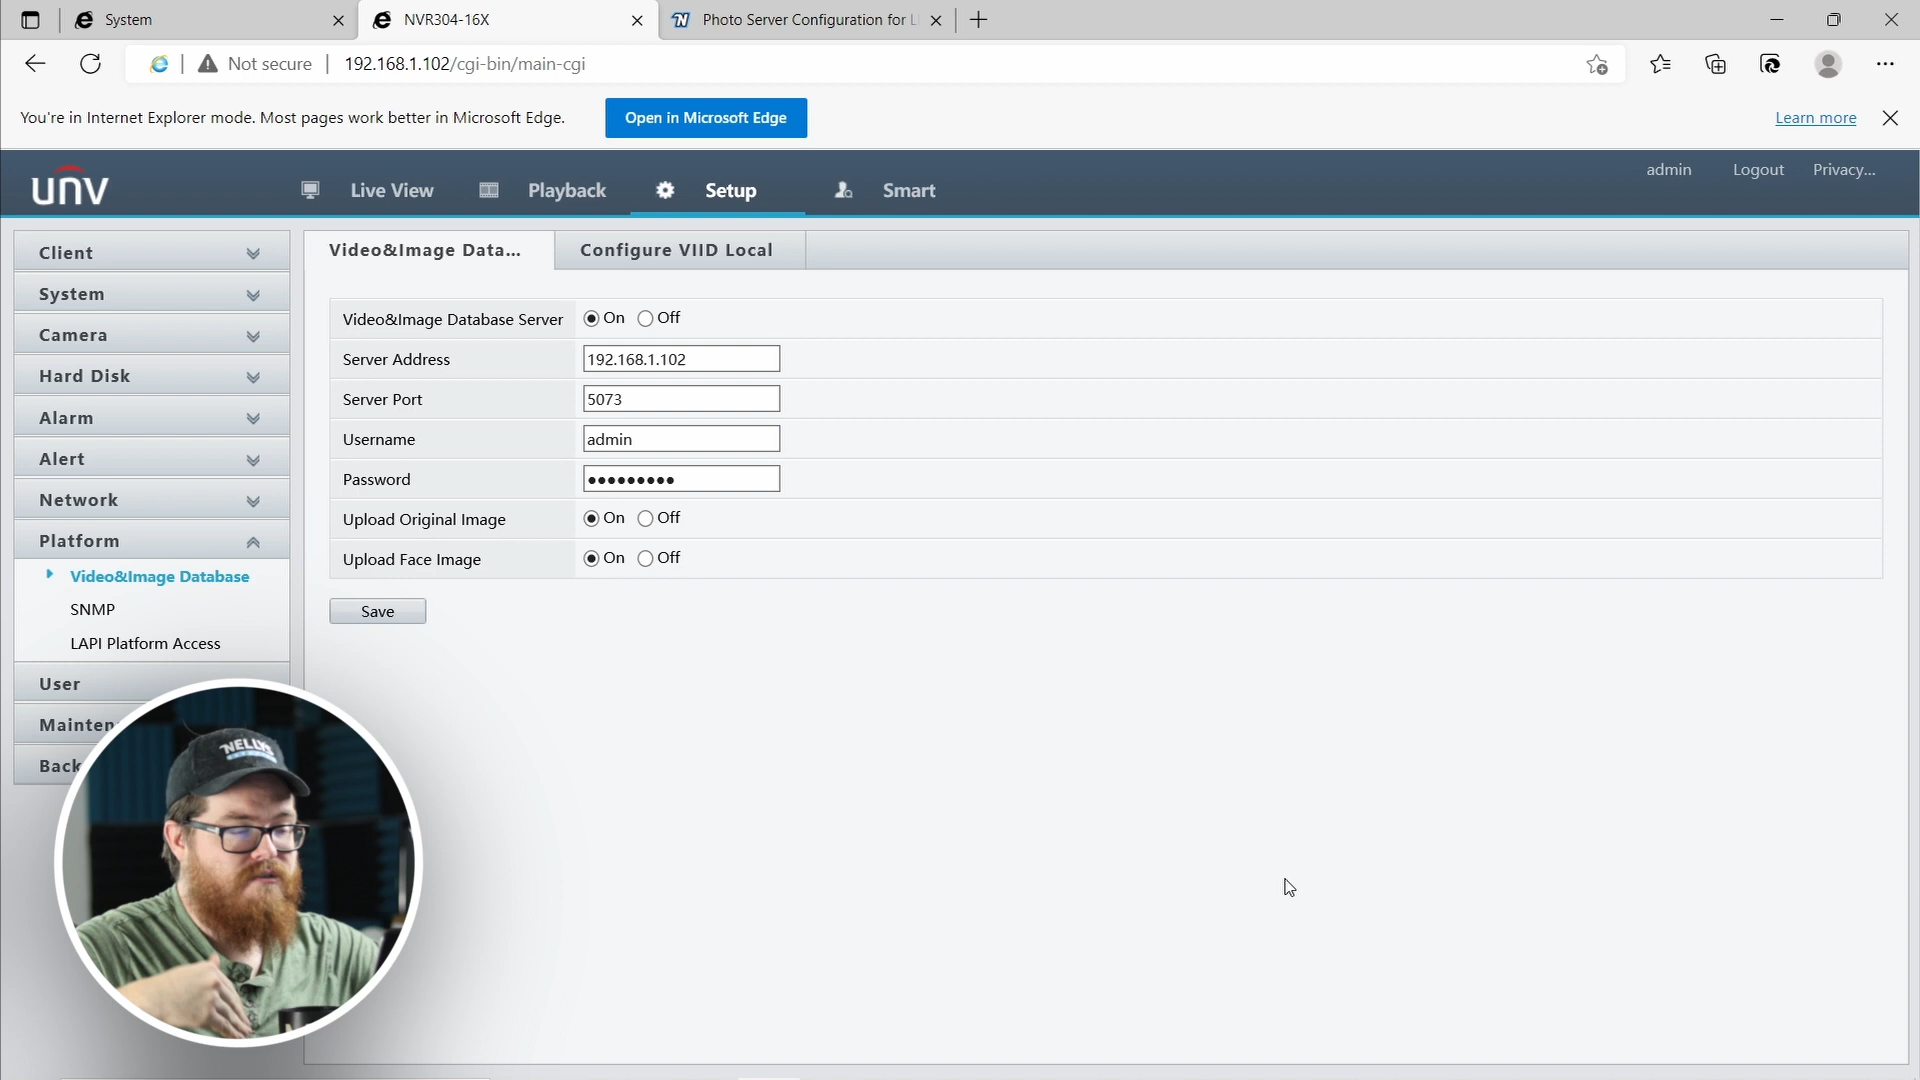 System
NVR304-16X
Photo Server Configuration for L
Not secure
192.168.1.102/cgi-bin/main-cgi
You're in Internet Explorer mode. Most pages work better in Microsoft Edge.
Open in Microsoft Edge
Learn more
unv
Live View
Playback
Setup
Smart
admin
Logout
Privacy...
Client
System
Camera
Hard Disk
Alarm
Alert
Network
Platform
Video&Image Database
SNMP
LAPI Platform Access
User
Mainten
Back
Video&Image Data...
Configure VIID Local
Video&Image Database Server On Off
Server Address 192.168.1.102
Server Port 5073
Username admin
Password ●●●●●●●●●
Upload Original Image On Off
Upload Face Image On Off
Save
NELLYS